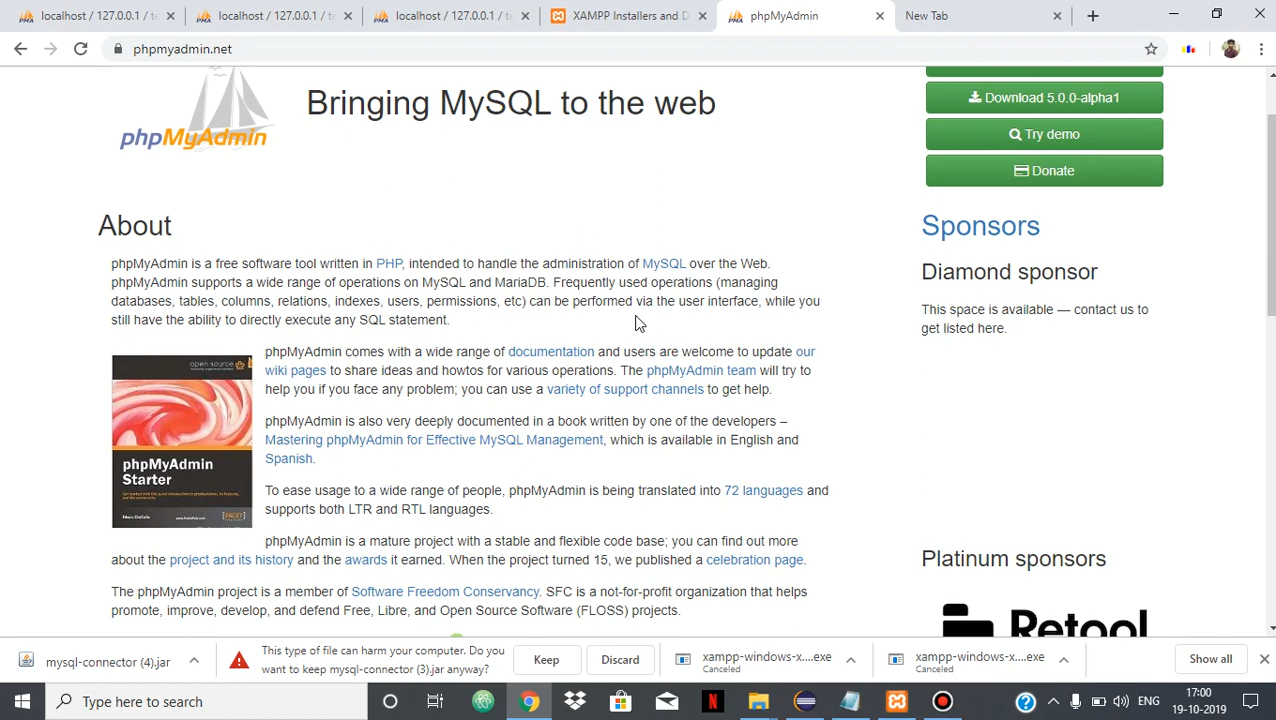 localhost / 127.0.0.1 / te
localhost / 127.0.0.1 / te
localhost / 127.0.0.1 / te
XAMPP Installers and D
phpMyAdmin
New Tab
phpmyadmin.net
phpMyAdmin
Bringing MySQL to the web
Download 5.0.0-alpha1
Try demo
Donate
About
phpMyAdmin is a free software tool written in PHP, intended to handle the administration of MySQL over the Web.
phpMyAdmin supports a wide range of operations on MySQL and MariaDB. Frequently used operations (managing
databases, tables, columns, relations, indexes, users, permissions, etc) can be performed via the user interface, while you
still have the ability to directly execute any SQL statement.
phpMyAdmin comes with a wide range of documentation and users are welcome to update our
wiki pages to share ideas and howtos for various operations. The phpMyAdmin team will try to
help you if you face any problem; you can use a variety of support channels to get help.
phpMyAdmin is also very deeply documented in a book written by one of the developers –
Mastering phpMyAdmin for Effective MySQL Management, which is available in English and
Spanish.
To ease usage to a wide range of people, phpMyAdmin is being translated into 72 languages and
supports both LTR and RTL languages.
phpMyAdmin is a mature project with a stable and flexible code base; you can find out more
about the project and its history and the awards it earned. When the project turned 15, we published a celebration page.
The phpMyAdmin project is a member of Software Freedom Conservancy. SFC is a not-for-profit organization that helps
promote, improve, develop, and defend Free, Libre, and Open Source Software (FLOSS) projects.
open source
phpMyAdmin
Starter
Marc Delisle
[PACKT]
Sponsors
Diamond sponsor
This space is available — contact us to
get listed here.
Platinum sponsors
Retool
mysql-connector (4).jar
This type of file can harm your computer. Do you
want to keep mysql-connector (3).jar anyway?
Keep
Discard
xampp-windows-x....exe
Canceled
xampp-windows-x....exe
Canceled
Show all
Type here to search
ENG
17:00
19-10-2019